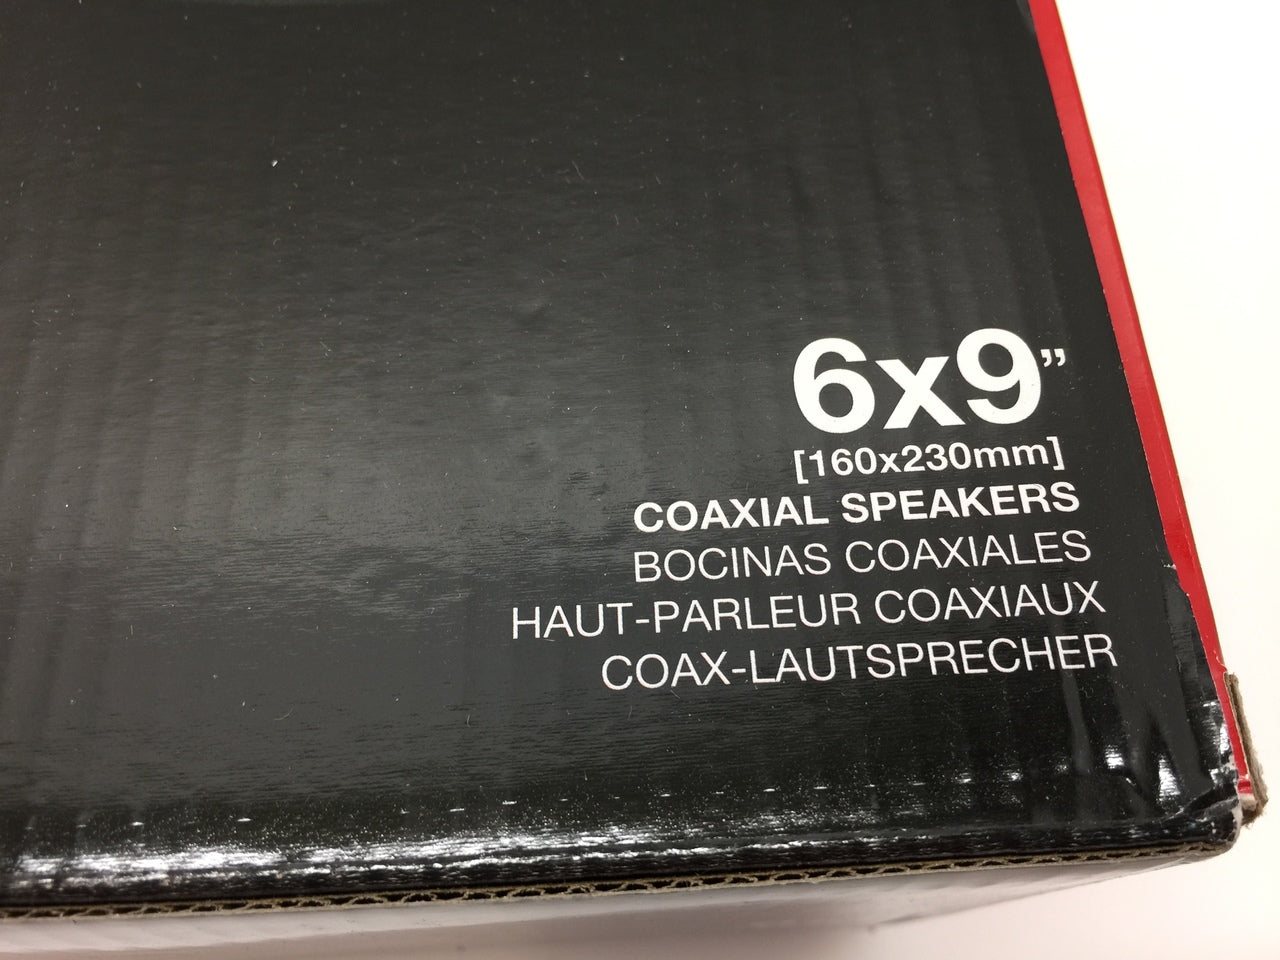 6x9”
[160x230mm]
COAXIAL SPEAKERS
BOCINAS COAXIALES
HAUT-PARLEUR COAXIAUX
COAX-LAUTSPRECHER